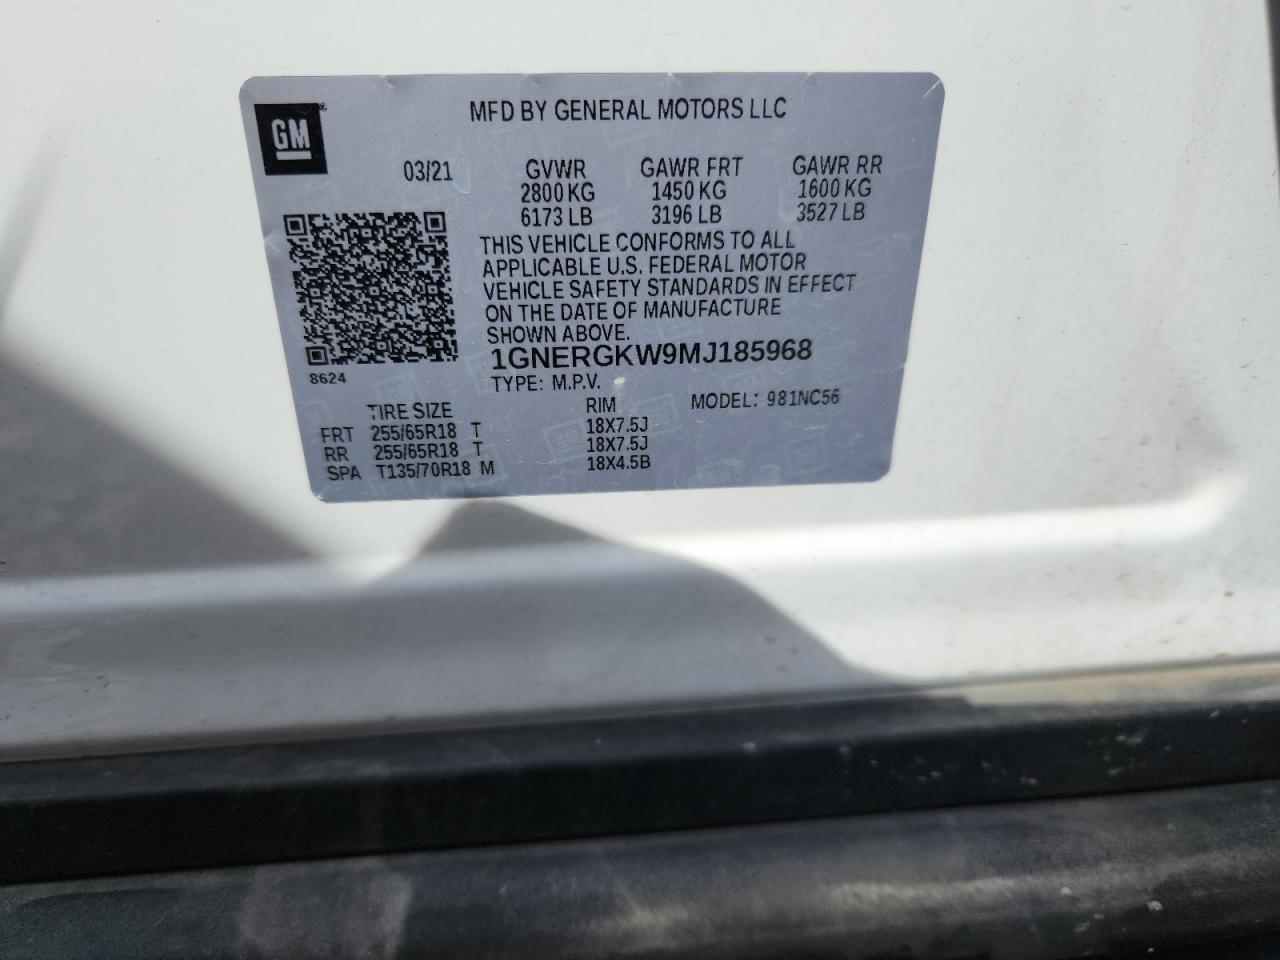 MFD BY GENERAL MOTORS LLC
GM
03/21 GVWR GAWR FRT GAWR RR
2800 KG 1450 KG 1600 KG
6173 LB 3196 LB 3527 LB
THIS VEHICLE CONFORMS TO ALL
APPLICABLE U.S. FEDERAL MOTOR
VEHICLE SAFETY STANDARDS IN EFFECT
ON THE DATE OF MANUFACTURE
SHOWN ABOVE.
1GNERGKW9MJ185968
8624
TYPE: M.P.V. MODEL: 981NC56
TIRE SIZE RIM
FRT 255/65R18 T 18X7.5J
RR 255/65R18 T 18X7.5J
SPA T135/70R18 M 18X4.5B